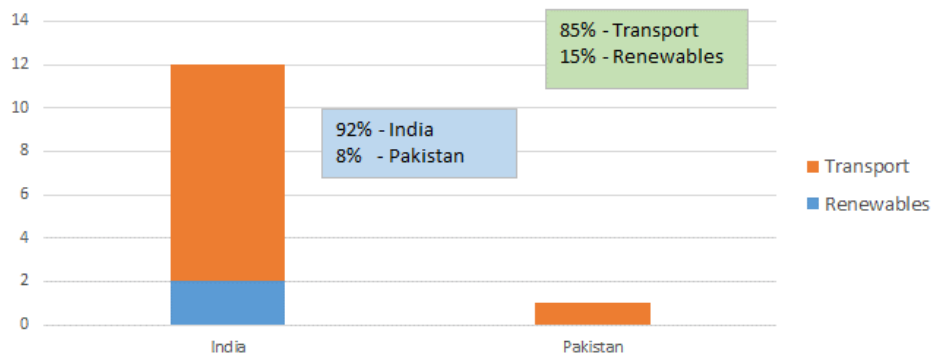 14
12
10
8
6
4
2
0
85% - Transport
15% - Renewables
92% - India
8% - Pakistan
Transport
Renewables
India
Pakistan